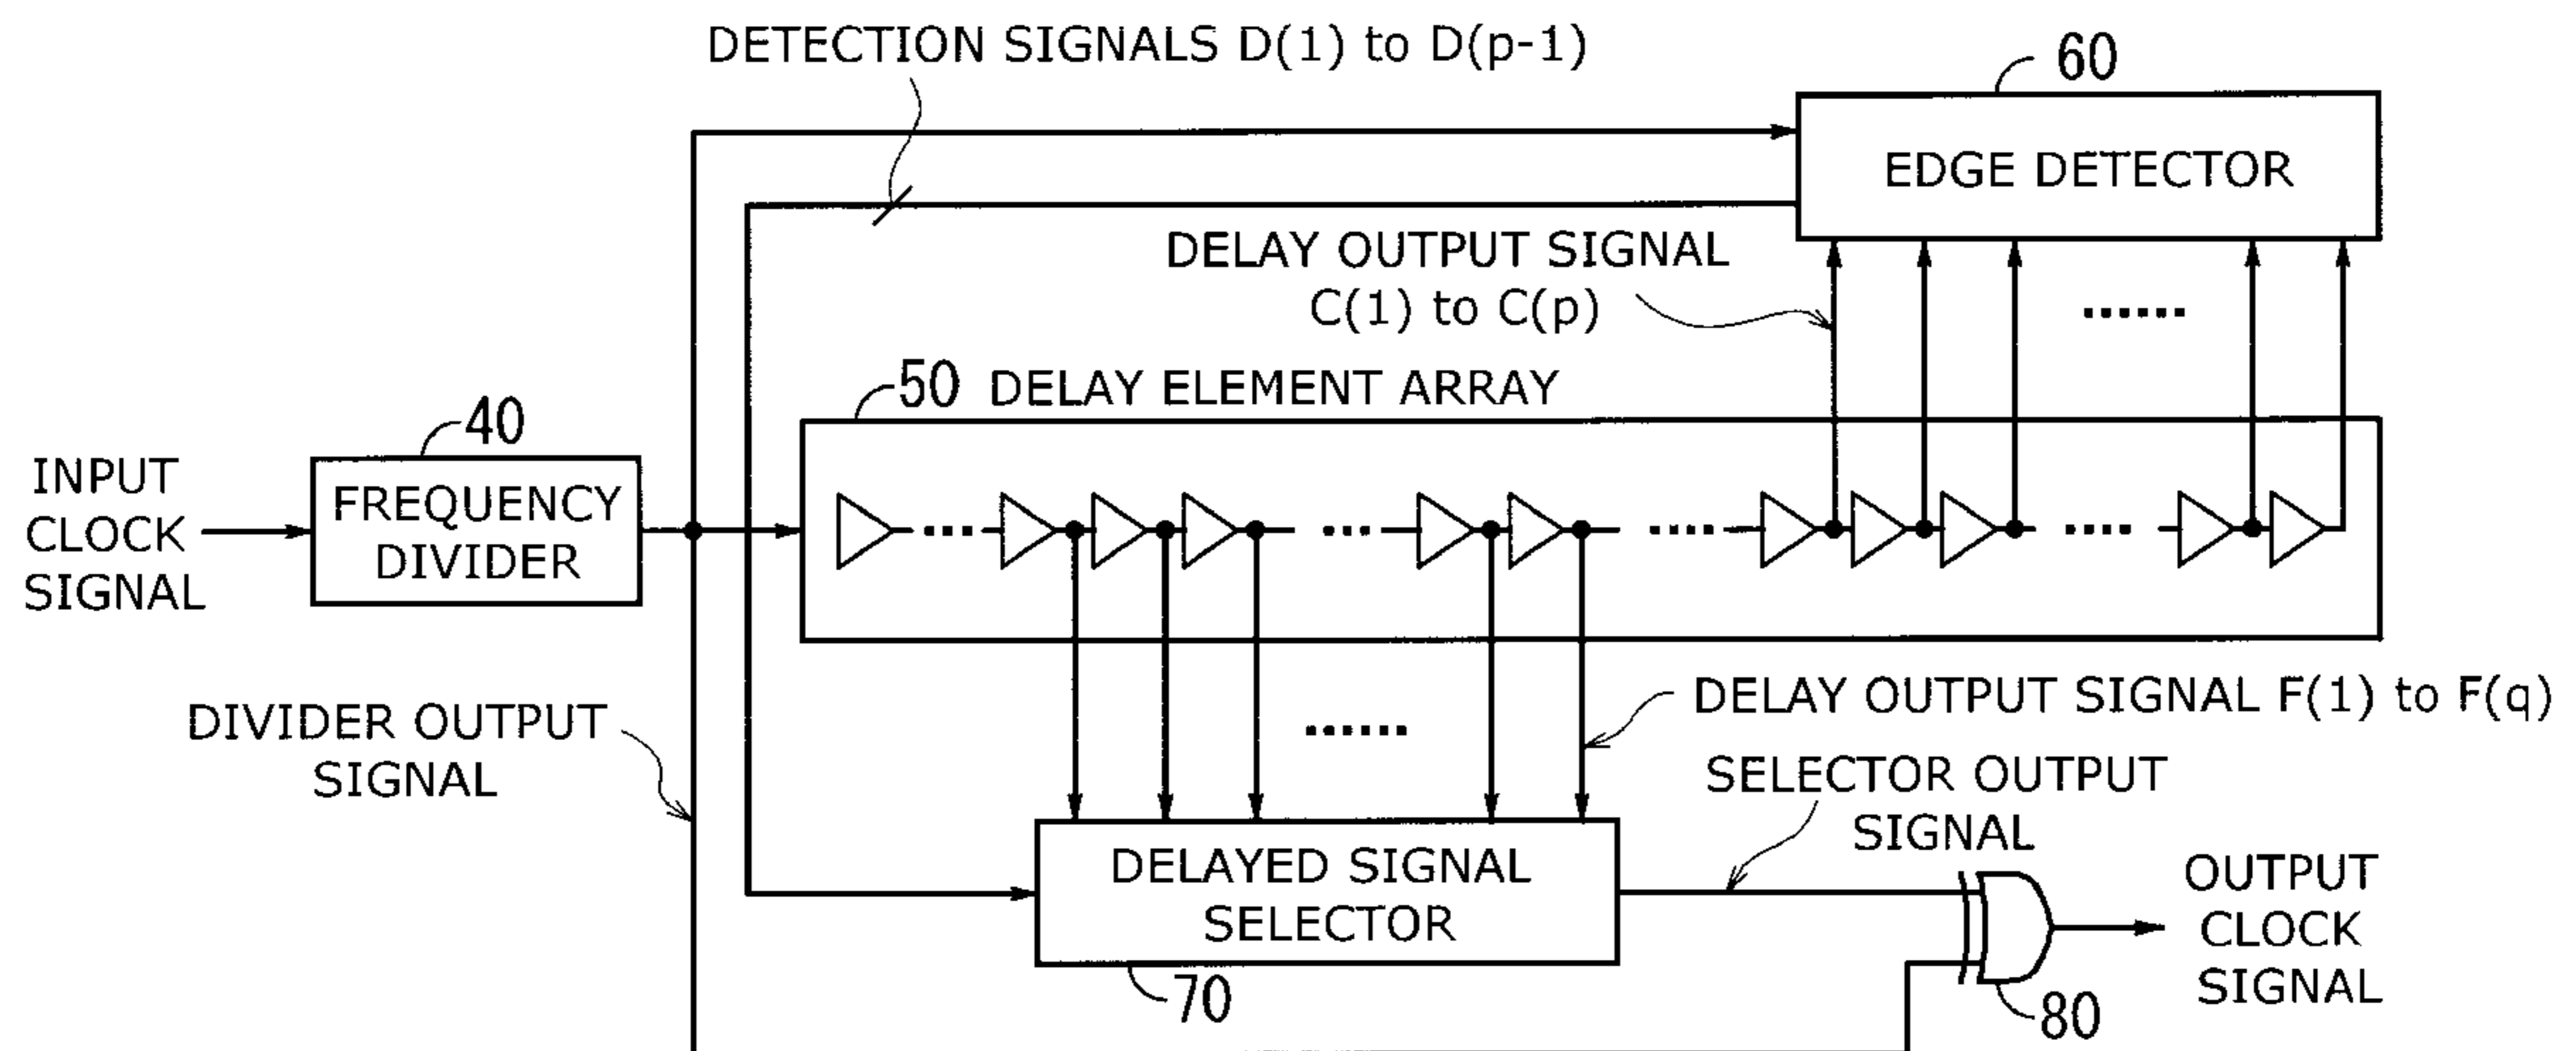 DETECTION SIGNALS D(1) to D(p-1)
60
EDGE DETECTOR
DELAY OUTPUT SIGNAL
C(1) to C(p)
50 DELAY ELEMENT ARRAY
40
INPUT
CLOCK
SIGNAL
FREQUENCY
DIVIDER
DIVIDER OUTPUT
SIGNAL
DELAY OUTPUT SIGNAL F(1) to F(q)
SELECTOR OUTPUT
SIGNAL
DELAYED SIGNAL
SELECTOR
70
80
OUTPUT
CLOCK
SIGNAL